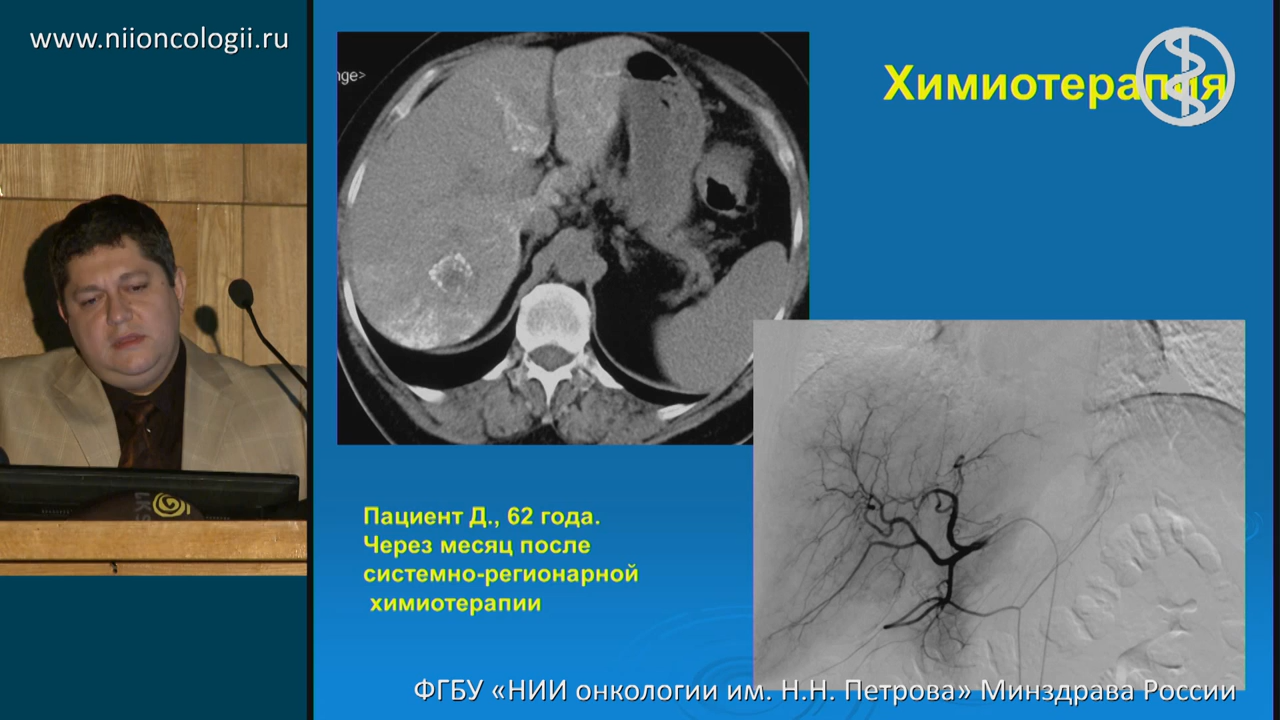 www.niioncologii.ru
nge>
Химиотерапия
Пациент Д., 62 года.
Через месяц после
системно-регионарной
химиотерапии
ФГБУ «НИИ онкологии им. Н.Н. Петрова» Минздрава России